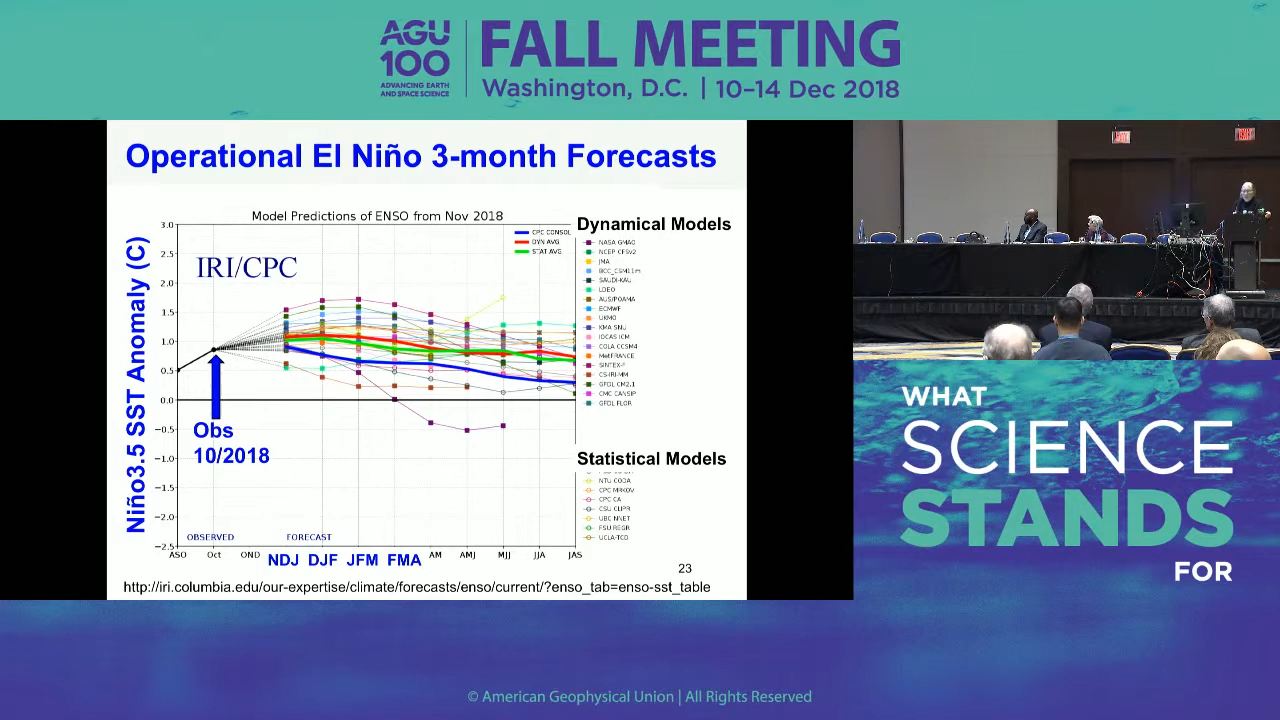 AGU
100
ADVANCING EARTH
AND SPACE SCIENCE
FALL MEETING
Washington, D.C. | 10–14 Dec 2018
Operational El Niño 3-month Forecasts
Model Predictions of ENSO from Nov 2018
Niño3.5 SST Anomaly (C)
3.0
2.0
1.5
1.0
0.5
0.0
−0.5
−1.0
−1.5
−2.0
−2.5
IRI/CPC
CPC CONSOL
DYN AVG
STAT AVG
Obs
10/2018
OBSERVED
FORECAST
ASO Oct OND NDJ DJF JFM FMA AM AMJ MJJ JJA JAS
Dynamical Models
NASA GMAO
NCEP CFSv2
JMA
BCC_CSM11m
SAUDI-KAU
LDEO
AUS/POAMA
ECMWF
UKMO
KMA SNU
IOCAS ICM
COLA CCSM4
MetFRANCE
SINTEX-F
CS-IRI-MM
GFDL CM2.1
CMC CANSIP
GFDL FLOR
Statistical Models
NTU CODA
CPC MRKOV
CPC CA
CSU CLIPR
UBC NNET
FSU REGR
UCLA-TCD
23
http://iri.columbia.edu/our-expertise/climate/forecasts/enso/current/?enso_tab=enso-sst_table
WHAT
SCIENCE
STANDS
FOR
© American Geophysical Union | All Rights Reserved